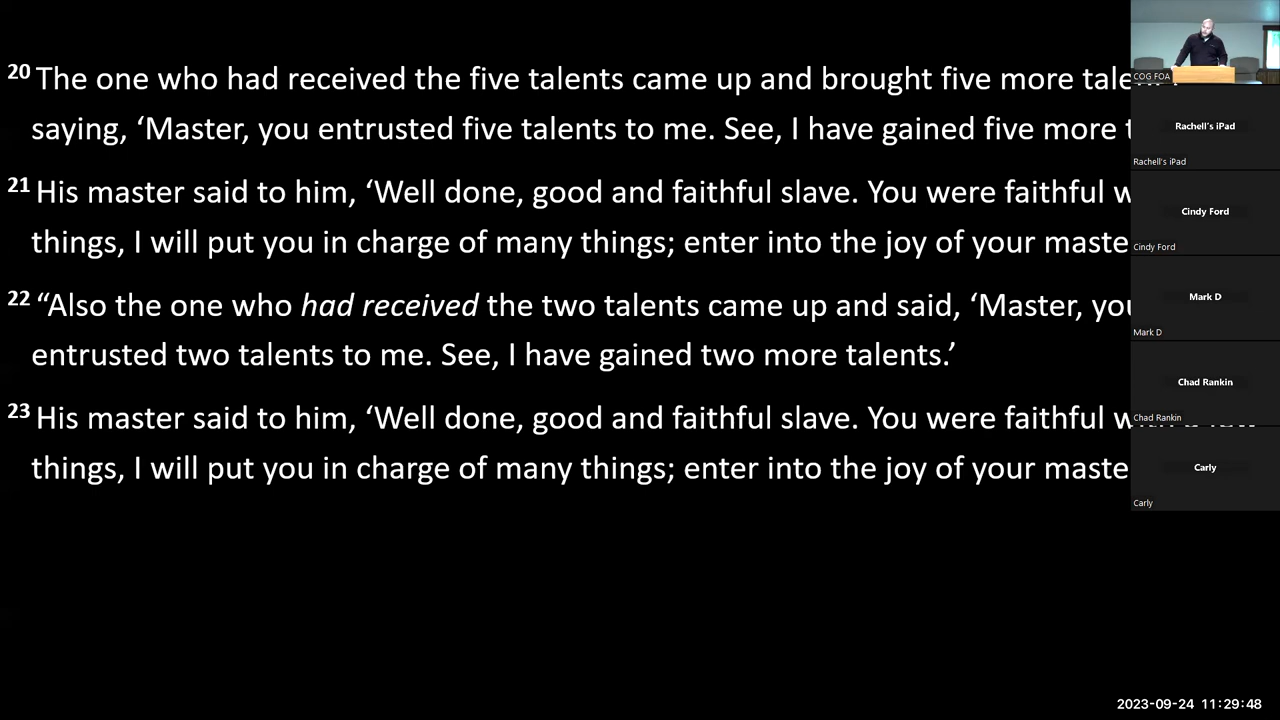 20 The one who had received the five talents came up and brought five more
saying, ‘Master, you entrusted five talents to me. See, I have gained five more
21 His master said to him, ‘Well done, good and faithful slave. You were faithful
things, I will put you in charge of many things; enter into the joy of your
22 “Also the one who had received the two talents came up and said, ‘Master,
entrusted two talents to me. See, I have gained two more talents.’
23 His master said to him, ‘Well done, good and faithful slave. You were faithful
things, I will put you in charge of many things; enter into the joy of your
COG FOA
Rachell's iPad
Rachell's iPad
Cindy Ford
Cindy Ford
Mark D
Mark D
Chad Rankin
Chad Rankin
Carly
Carly
2023-09-24 11:29:48